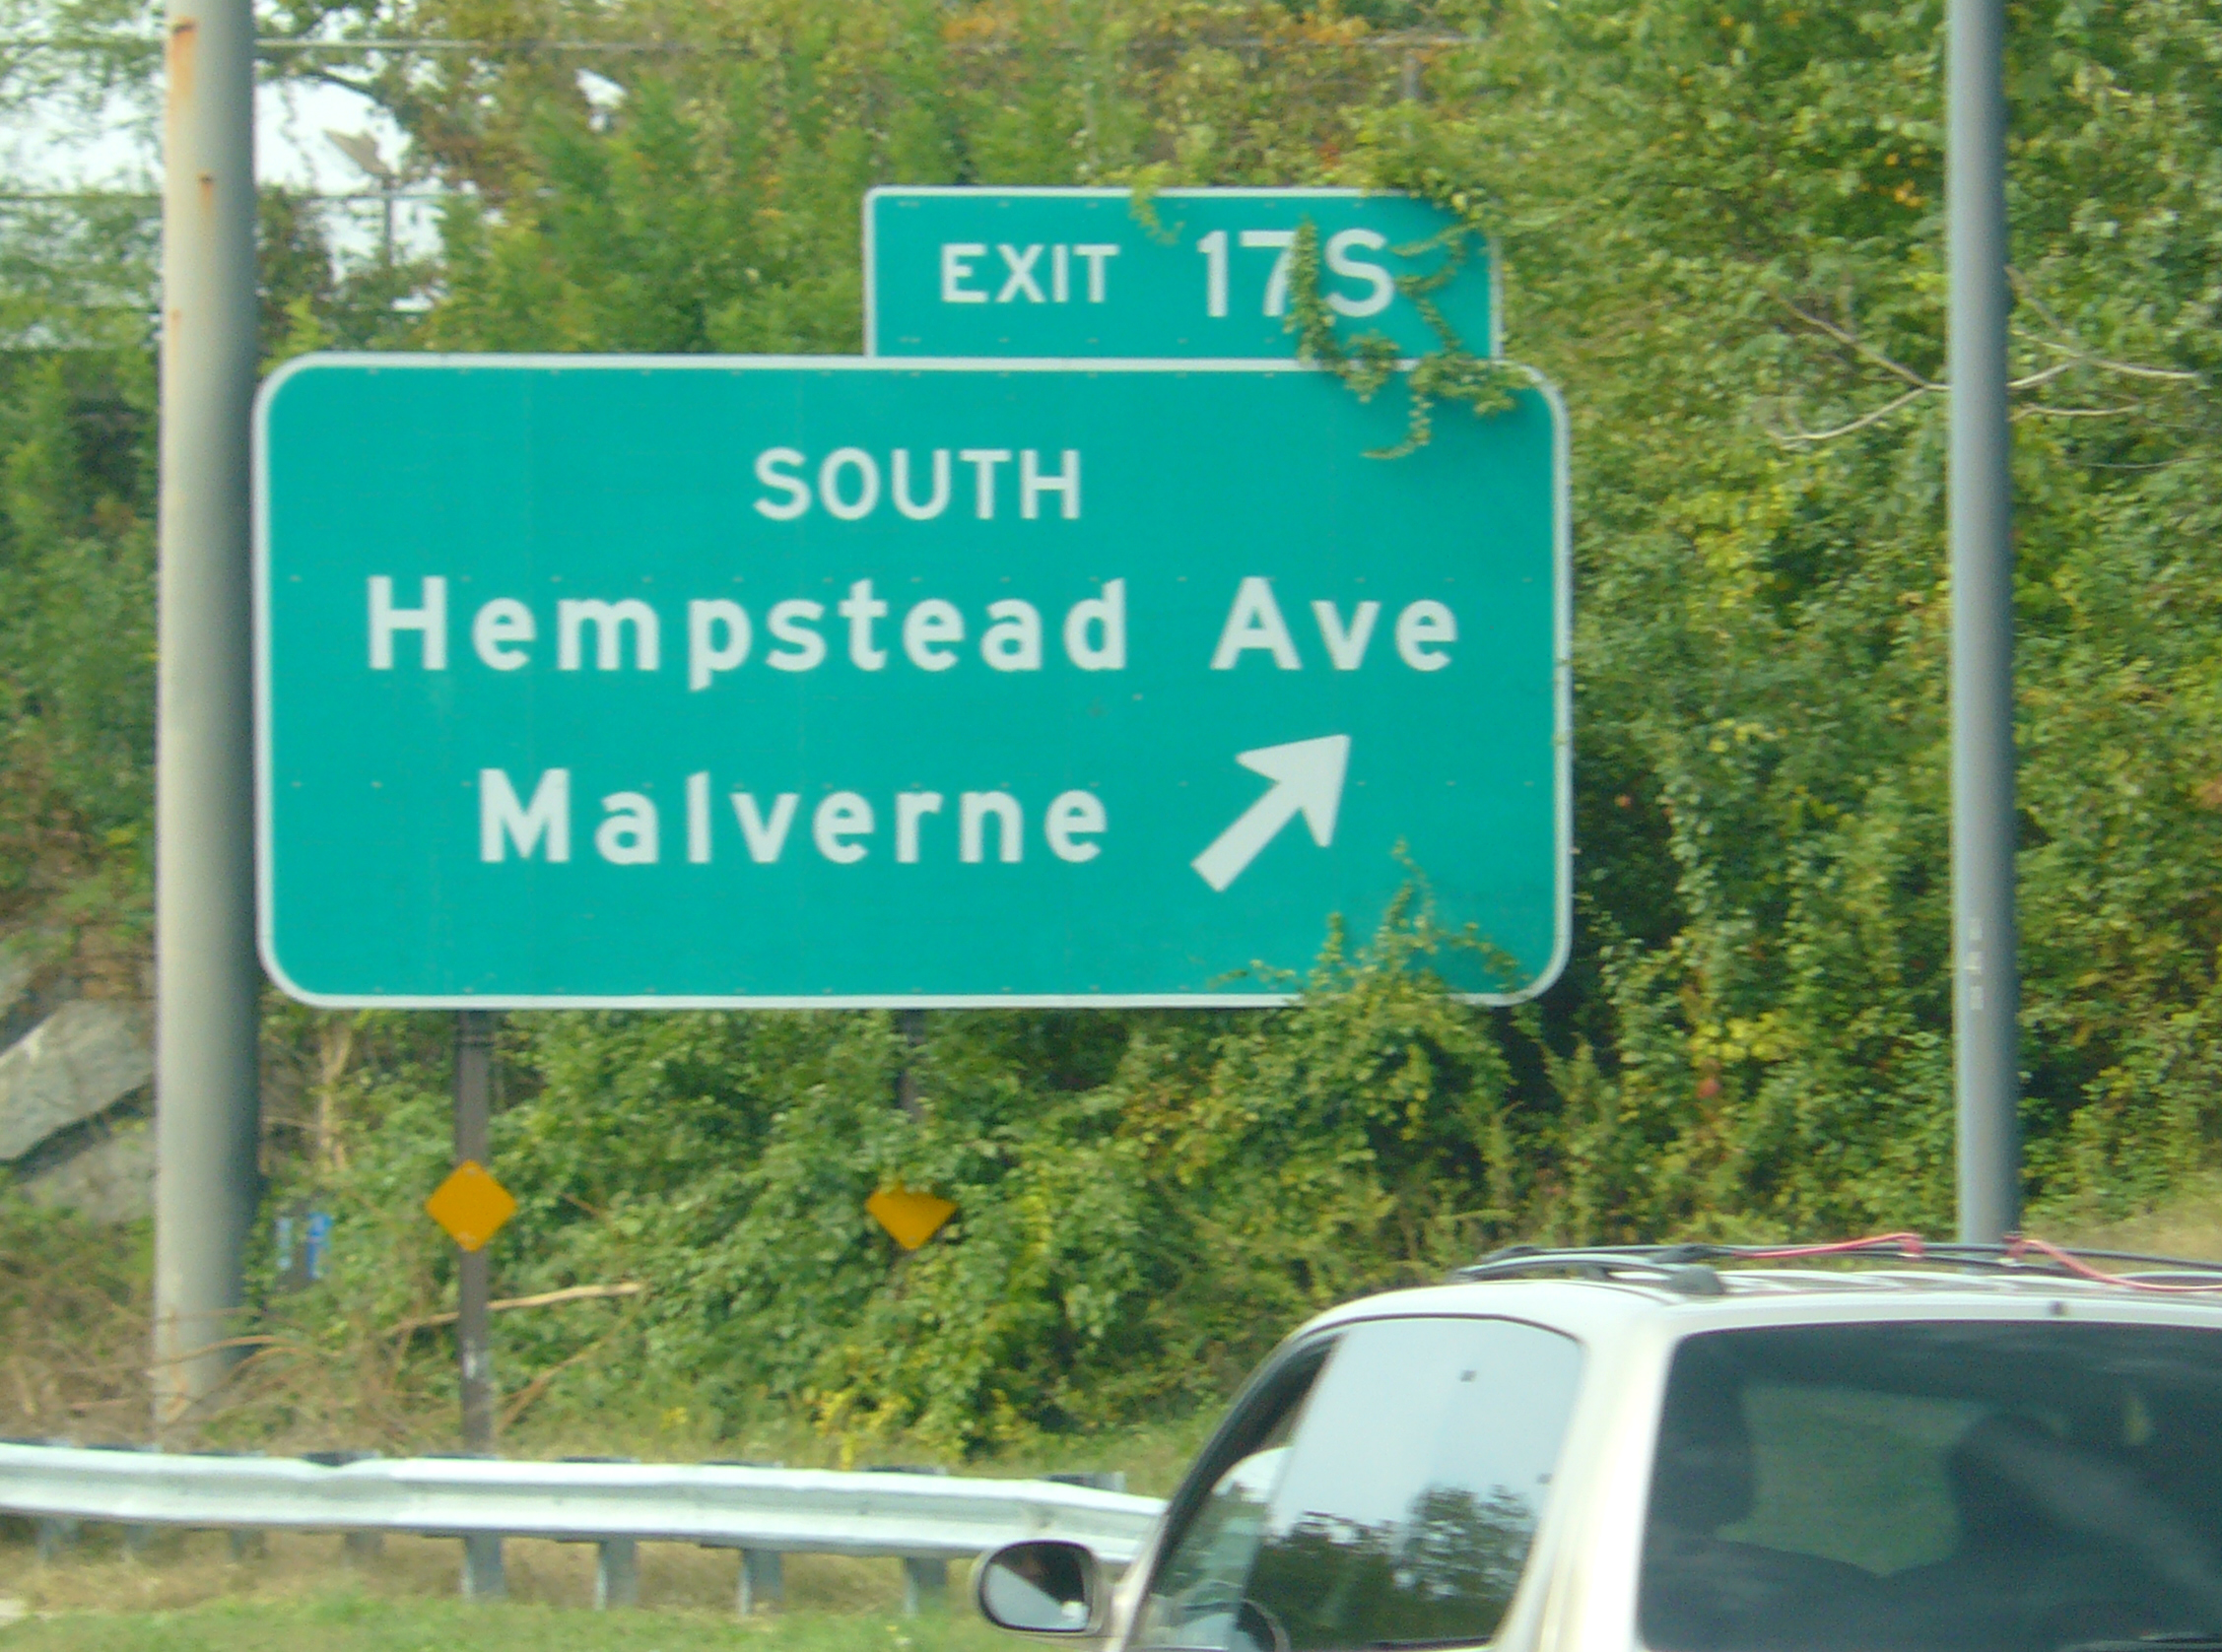 EXIT 17S
SOUTH
Hempstead Ave
Malverne